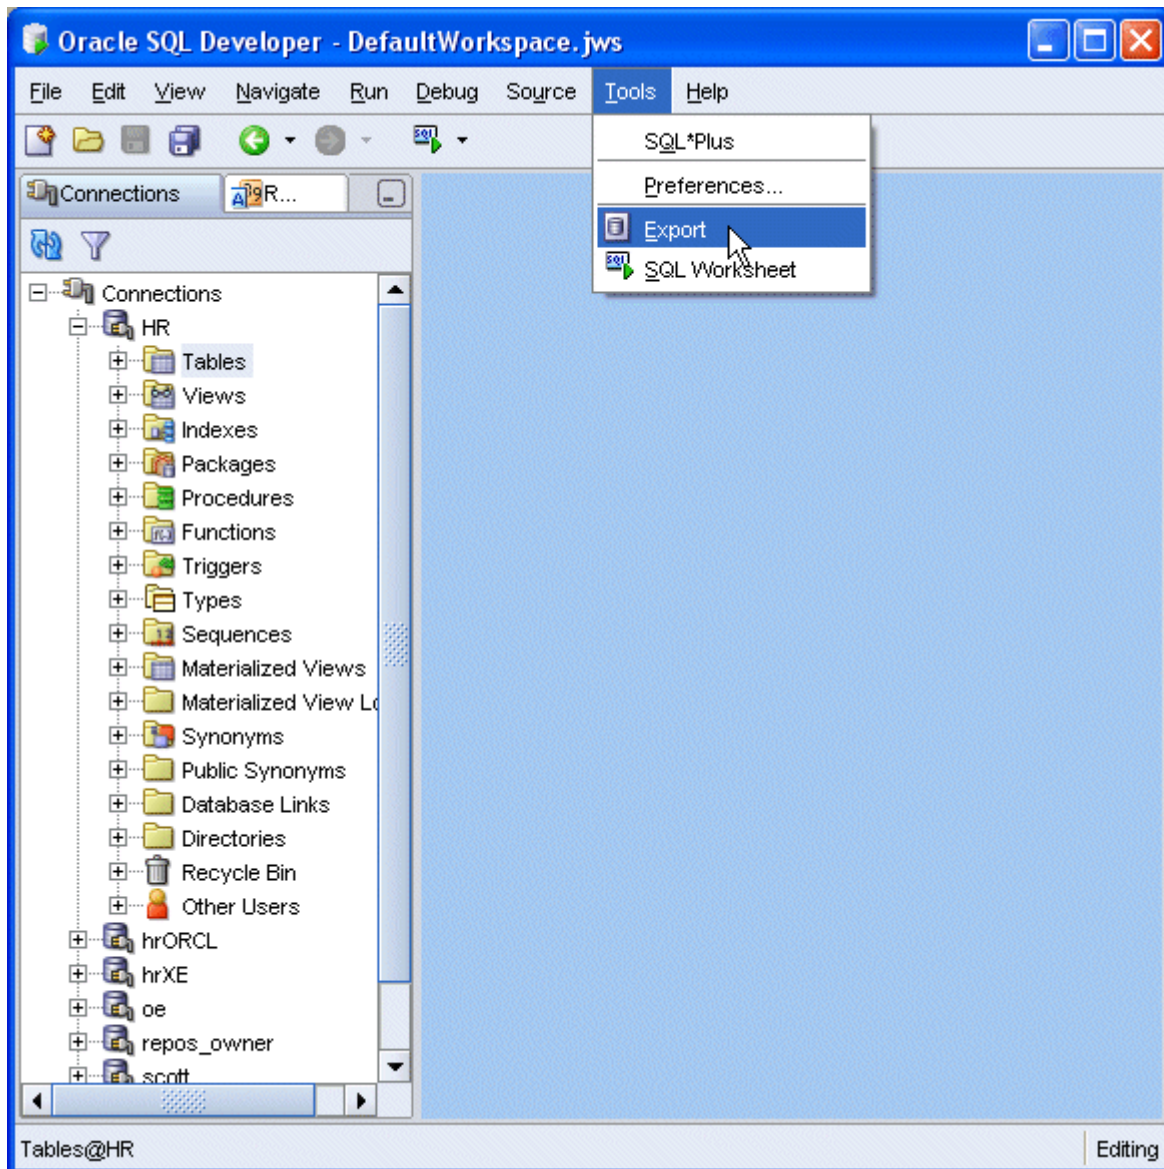 Oracle SQL Developer - DefaultWorkspace.jws
File Edit View Navigate Run Debug Source Tools Help
SQL*Plus
Preferences...
Export
SQL Worksheet
Connections
R...
Connections
HR
Tables
Views
Indexes
Packages
Procedures
Functions
Triggers
Types
Sequences
Materialized Views
Materialized View Lo
Synonyms
Public Synonyms
Database Links
Directories
Recycle Bin
Other Users
hrORCL
hrXE
oe
repos_owner
scott
Tables@HR
Editing